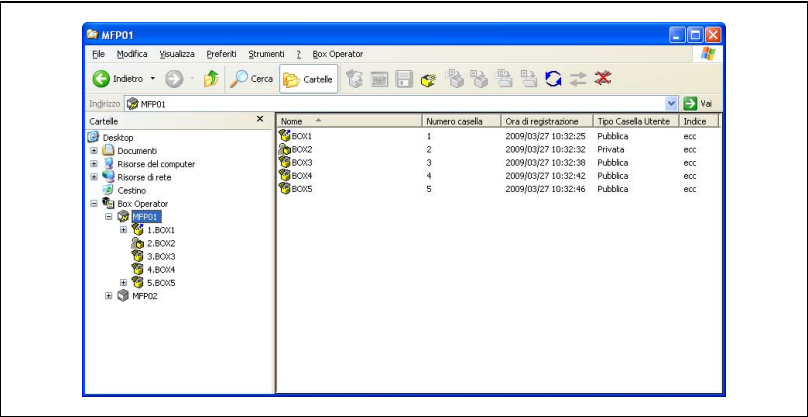 MFP01
File Modifica Visualizza Preferiti Strumenti ? Box Operator
Indietro Cerca Cartelle
Indirizzo MFP01 Vai
Cartelle
Desktop
Documenti
Risorse del computer
Risorse di rete
Cestino
Box Operator
MFP01
1.BOX1
2.BOX2
3.BOX3
4.BOX4
5.BOX5
MFP02
Nome Numero casella Ora di registrazione Tipo Casella Utente Indice
BOX1 1 2009/03/27 10:32:25 Pubblica ecc
BOX2 2 2009/03/27 10:32:32 Privata ecc
BOX3 3 2009/03/27 10:32:38 Pubblica ecc
BOX4 4 2009/03/27 10:32:42 Pubblica ecc
BOX5 5 2009/03/27 10:32:46 Pubblica ecc